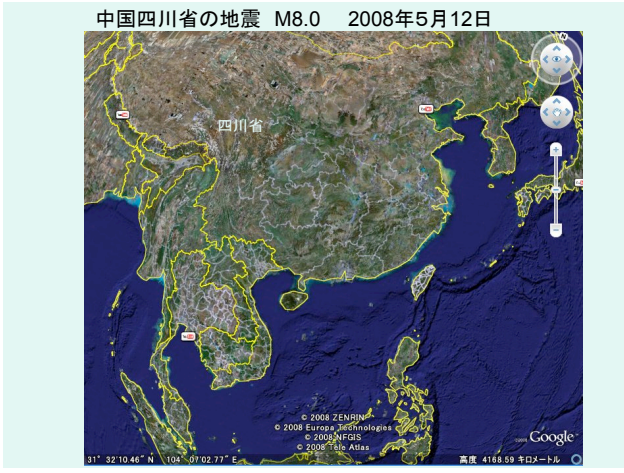 中国四川省の地震 M8.0 2008年5月12日
N
四川省
© 2008 ZENRIN
© 2008 Europa Technologies
© 2008 NFGIS
© 2008 Tele Atlas
©2008 Google™
31° 32'10.46" N 104° 07'02.77" E 高度 4168.59 キロメートル